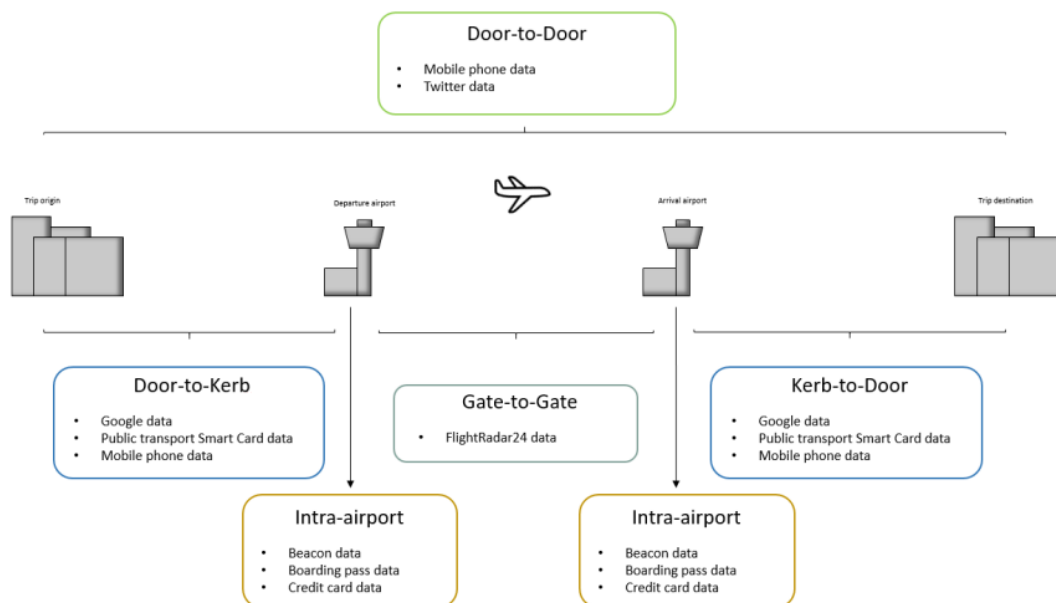 Door-to-Door
• Mobile phone data
• Twitter data
Trip origin
Departure airport
Arrival airport
Trip destination
Door-to-Kerb
• Google data
• Public transport Smart Card data
• Mobile phone data
Gate-to-Gate
• FlightRadar24 data
Kerb-to-Door
• Google data
• Public transport Smart Card data
• Mobile phone data
Intra-airport
• Beacon data
• Boarding pass data
• Credit card data
Intra-airport
• Beacon data
• Boarding pass data
• Credit card data